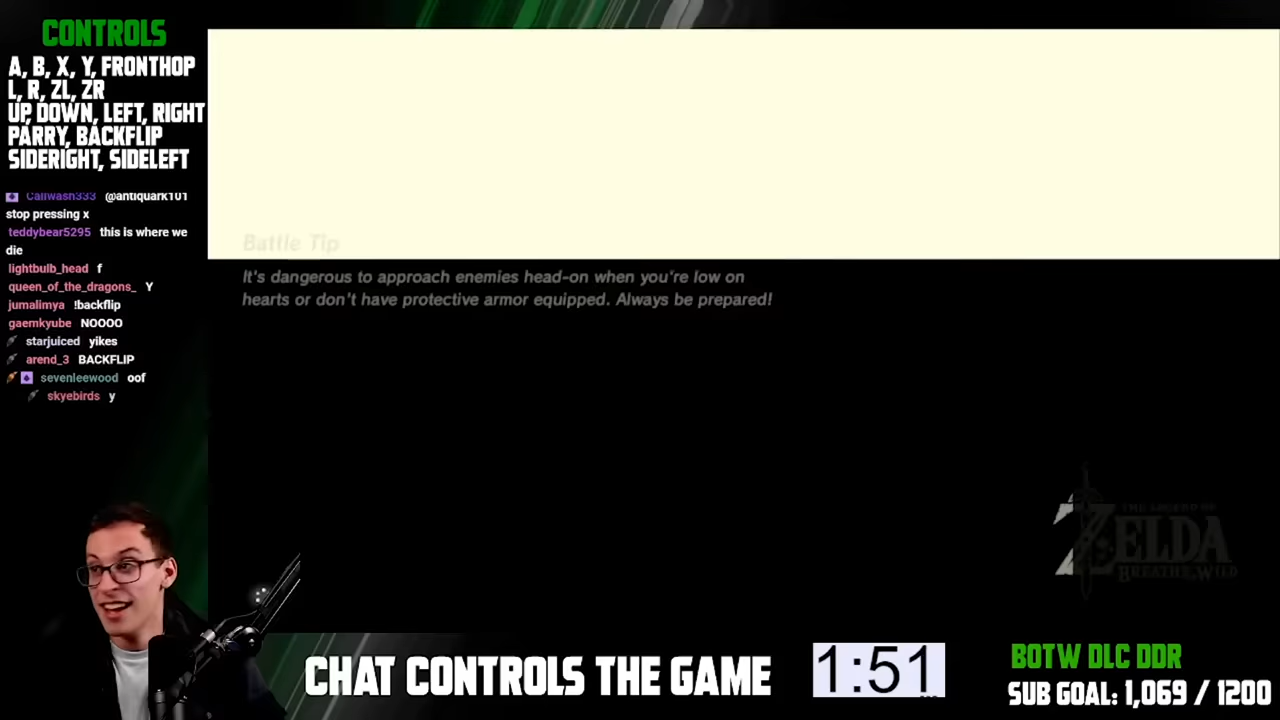 CONTROLS
A, B, X, Y, FRONTHOP
L, R, ZL, ZR
UP, DOWN, LEFT, RIGHT
PARRY, BACKFLIP
SIDERIGHT, SIDELEFT
Caliwash333 @antiquark101
stop pressing x
teddybear5295 this is where we
die
lightbulb_head f
queen_of_the_dragons_ Y
jumalimya !backflip
gaemkyube NOOOO
starjuiced yikes
arend_3 BACKFLIP
sevenleewood oof
skyebirds y
Battle Tip
It's dangerous to approach enemies head-on when you're low on
hearts or don't have protective armor equipped. Always be prepared!
THE LEGEND OF
ZELDA
BREATH OF THE WILD
CHAT CONTROLS THE GAME
1:51
BOTW DLC DDR
SUB GOAL: 1,069 / 1200